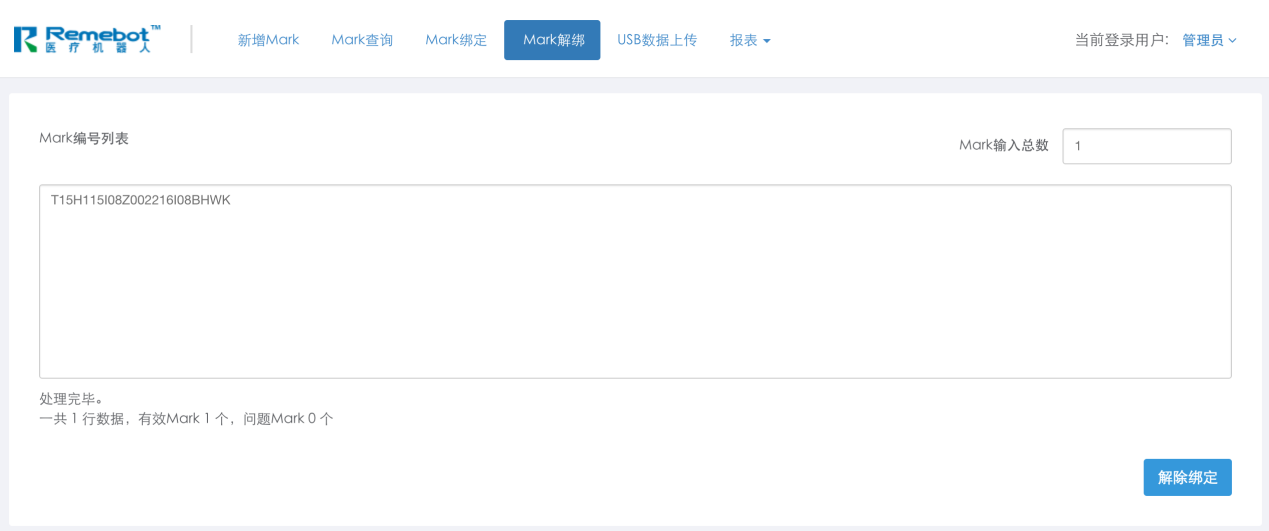 Remebot™
医疗机器人
新增Mark Mark查询 Mark绑定 Mark解绑 USB数据上传 报表 当前登录用户: 管理员
Mark编号列表
Mark输入总数 1
T15H115I08Z002216I08BHWK
处理完毕。
一共 1 行数据，有效Mark 1 个，问题Mark 0 个
解除绑定